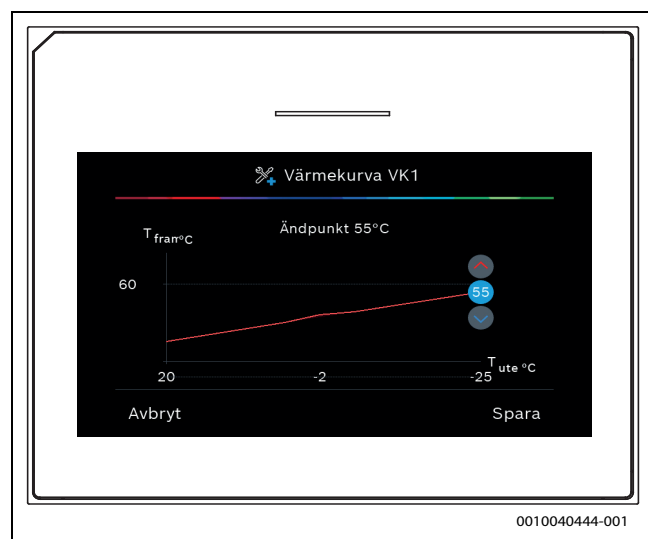 Värmekurva VK1
Ändpunkt 55°C
T fram°C
60
55
T ute °C
20 -2 -25
Avbryt Spara
0010040444-001